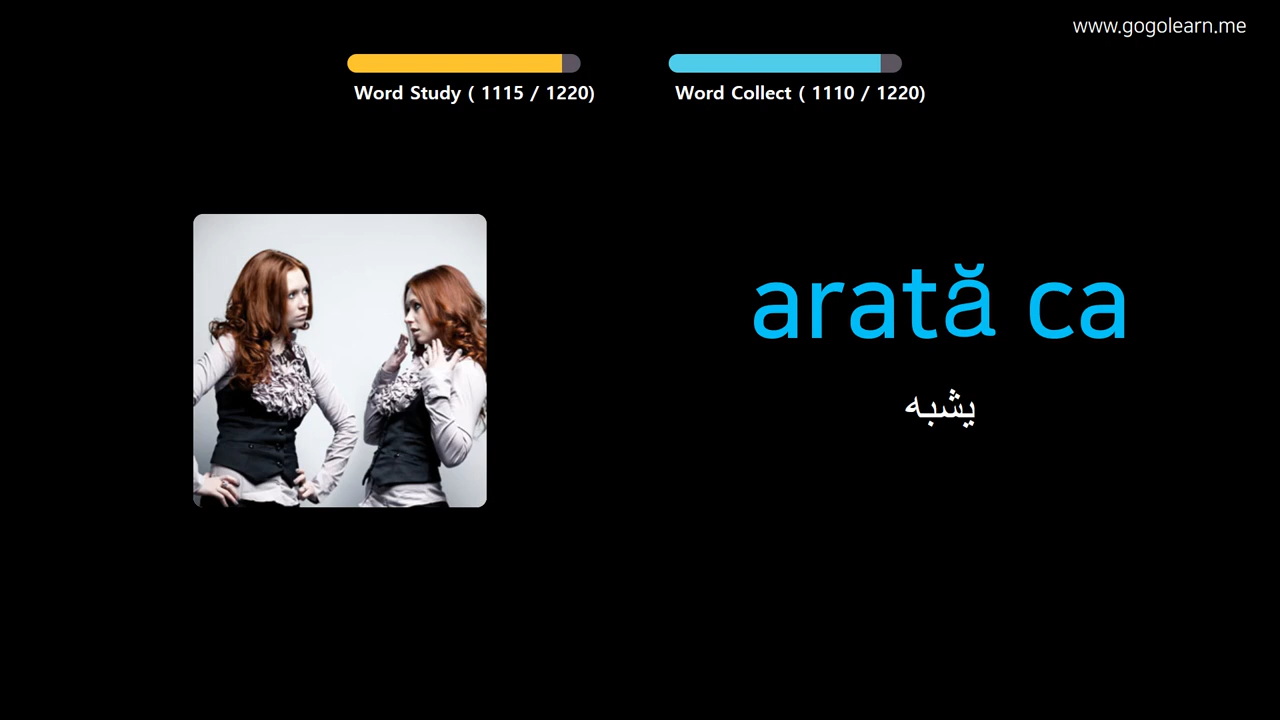 www.gogolearn.me
Word Study ( 1115 / 1220)
Word Collect ( 1110 / 1220)
arată ca
يشبه